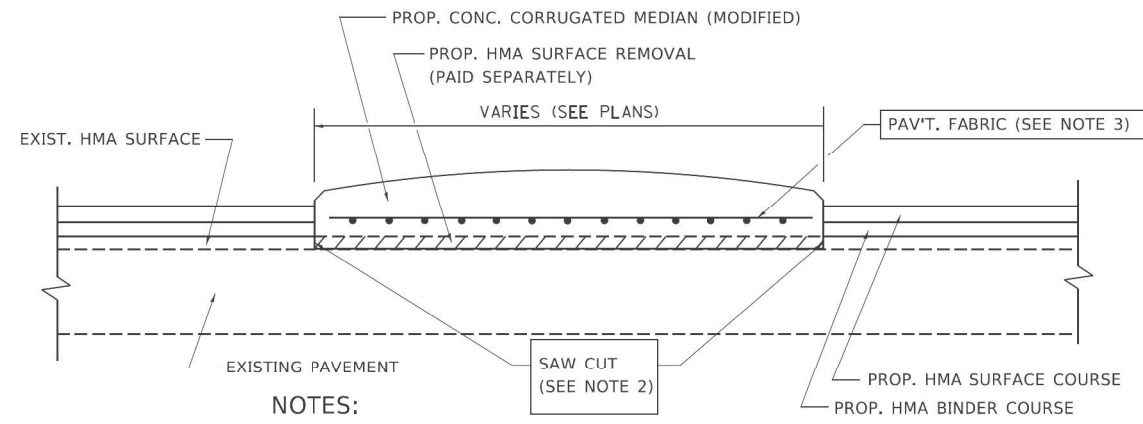 PROP. CONC. CORRUGATED MEDIAN (MODIFIED)
PROP. HMA SURFACE REMOVAL
(PAID SEPARATELY)
VARIES (SEE PLANS)
PAV'T. FABRIC (SEE NOTE 3)
EXIST. HMA SURFACE
EXISTING PAVEMENT
SAW CUT
(SEE NOTE 2)
PROP. HMA SURFACE COURSE
PROP. HMA BINDER COURSE
NOTES: